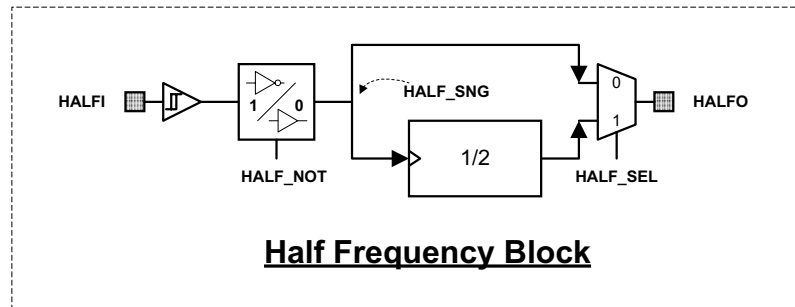 HALFI
1
0
HALF_NOT
HALF_SNG
1/2
0
1
HALF_SEL
HALFO
Half Frequency Block